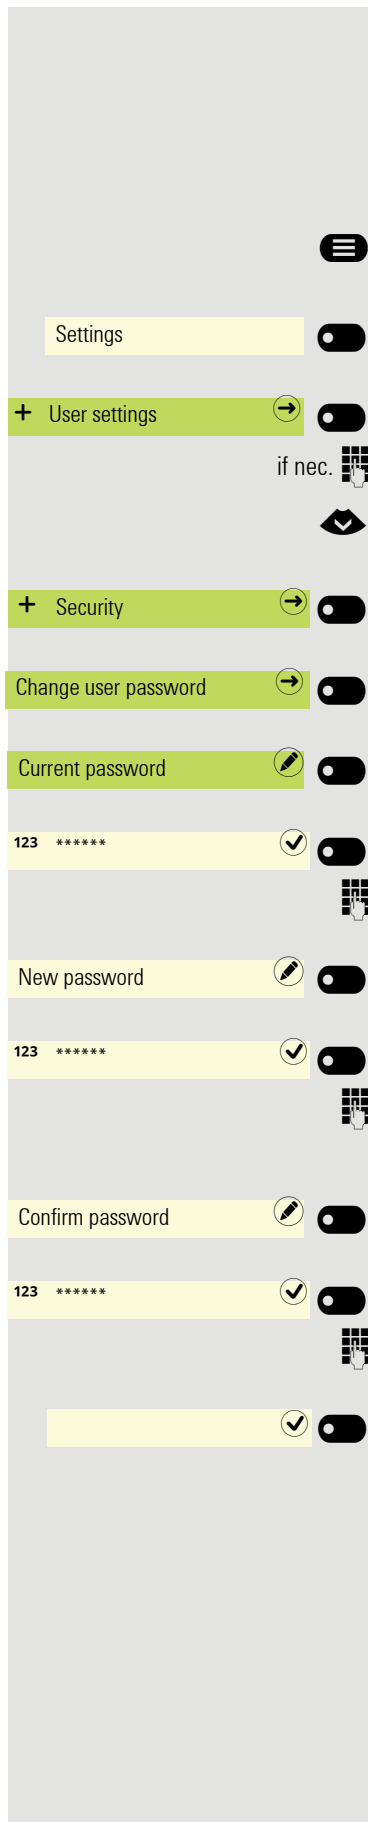 Settings
+ User settings
if nec.
+ Security
Change user password
Current password
123 ******
New password
123 ******
Confirm password
123 ******